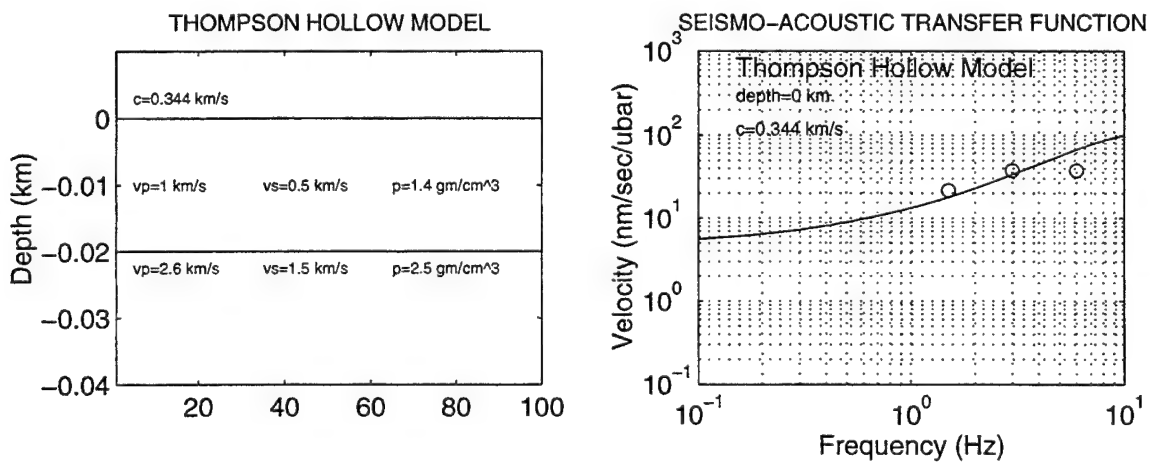 THOMPSON HOLLOW MODEL
c=0.344 km/s
0
vp=1 km/s vs=0.5 km/s p=1.4 gm/cm^3
-0.01
-0.02
vp=2.6 km/s vs=1.5 km/s p=2.5 gm/cm^3
-0.03
-0.04
Depth (km)
20 40 60 80 100
SEISMO-ACOUSTIC TRANSFER FUNCTION
Thompson Hollow Model
depth=0 km
c=0.344 km/s
10^3
10^2
10^1
10^0
10^-1
Velocity (nm/sec/ubar)
10^-1 10^0 10^1
Frequency (Hz)